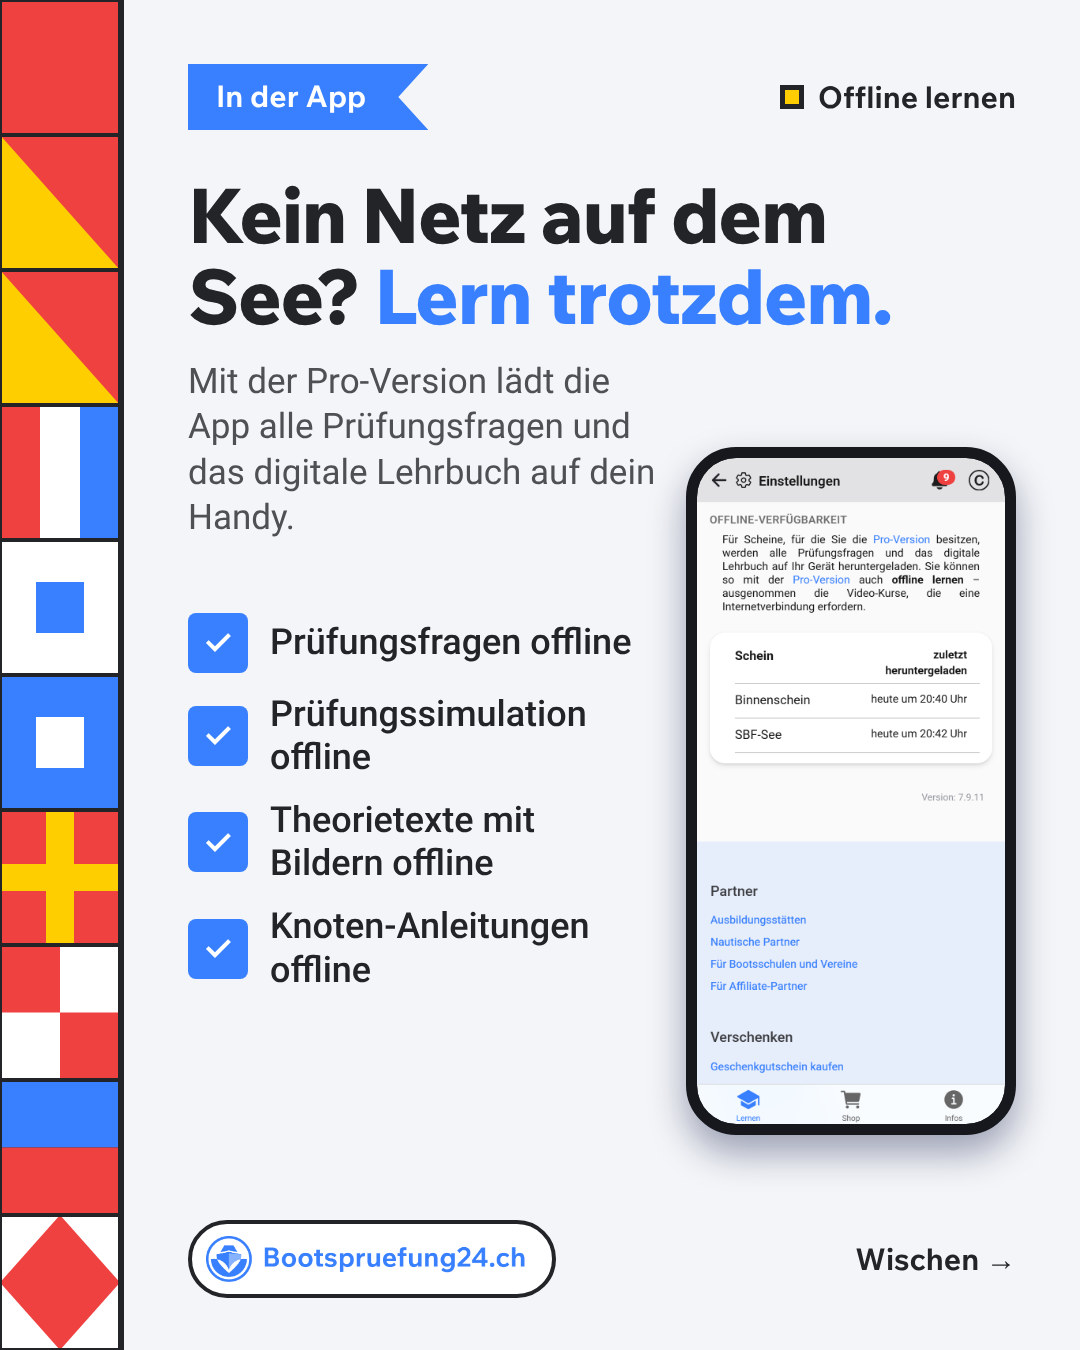 In der App
Offline lernen
Kein Netz auf dem
See? Lern trotzdem.
Mit der Pro-Version lädt die
App alle Prüfungsfragen und
das digitale Lehrbuch auf dein
Handy.
Prüfungsfragen offline
Prüfungssimulation
offline
Theorietexte mit
Bildern offline
Knoten-Anleitungen
offline
Einstellungen
9
C
OFFLINE-VERFÜGBARKEIT
Für Scheine, für die Sie die Pro-Version besitzen,
werden alle Prüfungsfragen und das digitale
Lehrbuch auf Ihr Gerät heruntergeladen. Sie können
so mit der Pro-Version auch offline lernen –
ausgenommen die Video-Kurse, die eine
Internetverbindung erfordern.
Schein zuletzt
heruntergeladen
Binnenschein heute um 20:40 Uhr
SBF-See heute um 20:42 Uhr
Version: 7.9.11
Partner
Ausbildungsstätten
Nautische Partner
Für Bootsschulen und Vereine
Für Affiliate-Partner
Verschenken
Geschenkgutschein kaufen
Lernen Shop Infos
Bootspruefung24.ch
Wischen →